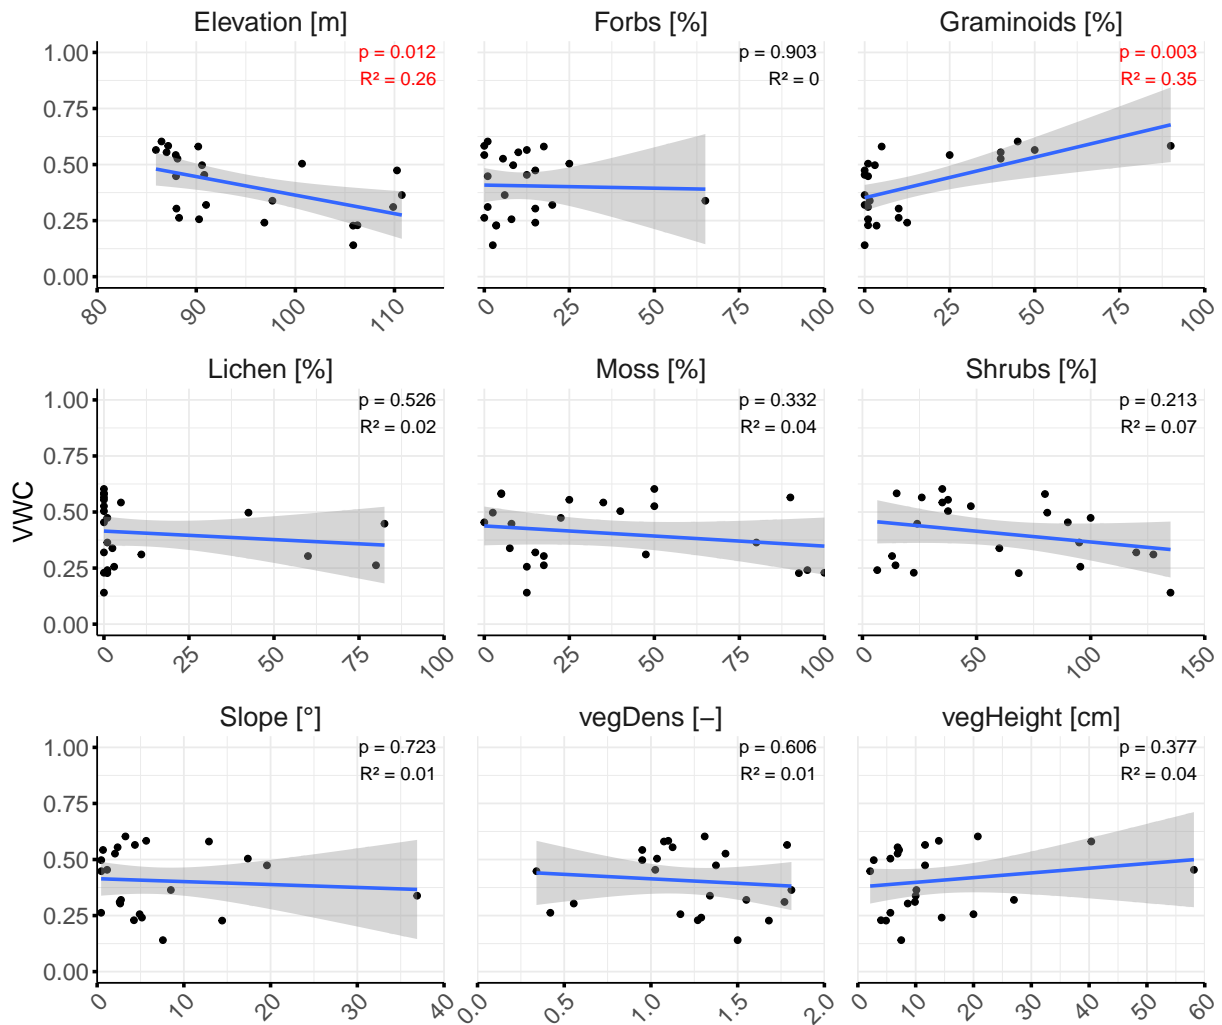 Elevation [m]
Forbs [%]
Graminoids [%]
p = 0.012
R² = 0.26
p = 0.903
R² = 0
p = 0.003
R² = 0.35
1.00
0.75
0.50
0.25
0.00
80
90
100
110
0
25
50
75
100
0
25
50
75
100
Lichen [%]
Moss [%]
Shrubs [%]
p = 0.526
R² = 0.02
p = 0.332
R² = 0.04
p = 0.213
R² = 0.07
VWC
1.00
0.75
0.50
0.25
0.00
0
25
50
75
100
0
25
50
75
100
0
50
100
150
Slope [°]
vegDens [–]
vegHeight [cm]
p = 0.723
R² = 0.01
p = 0.606
R² = 0.01
p = 0.377
R² = 0.04
1.00
0.75
0.50
0.25
0.00
0
10
20
30
40
0.0
0.5
1.0
1.5
2.0
0
10
20
30
40
50
60